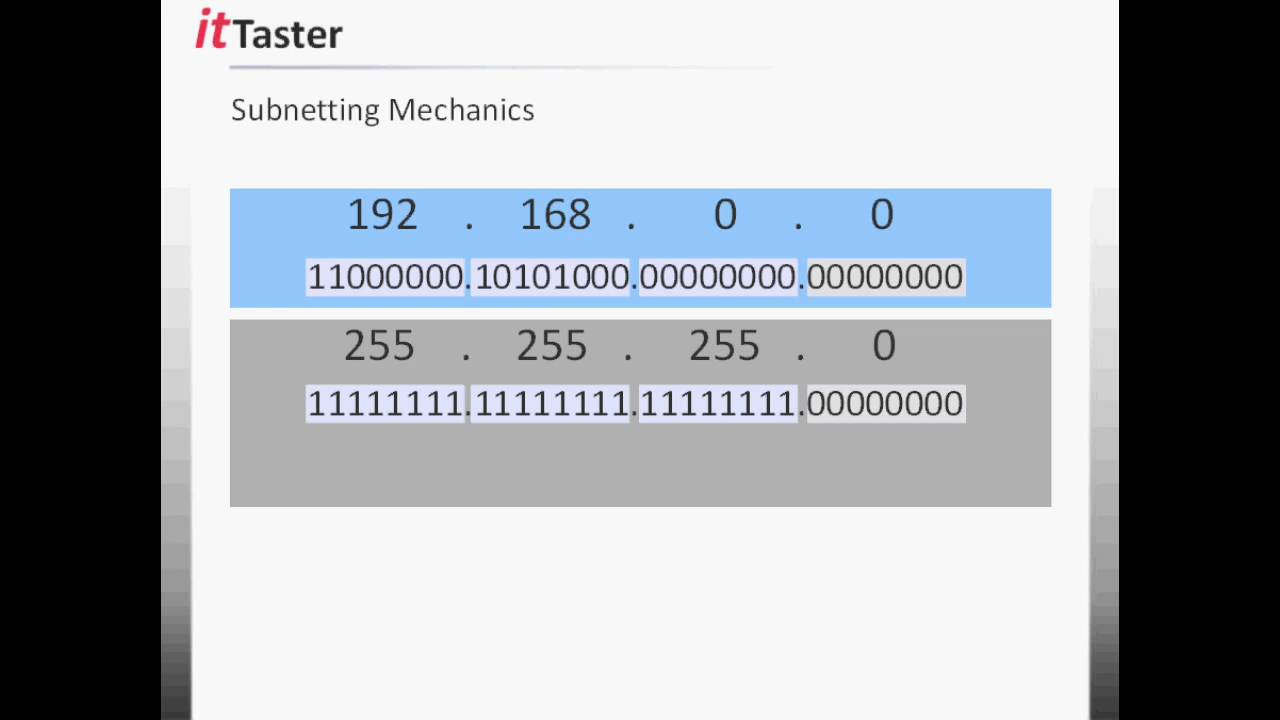 itTaster
Subnetting Mechanics
192 . 168 . 0 . 0
11000000.10101000.00000000.00000000
255 . 255 . 255 . 0
11111111.11111111.11111111.00000000